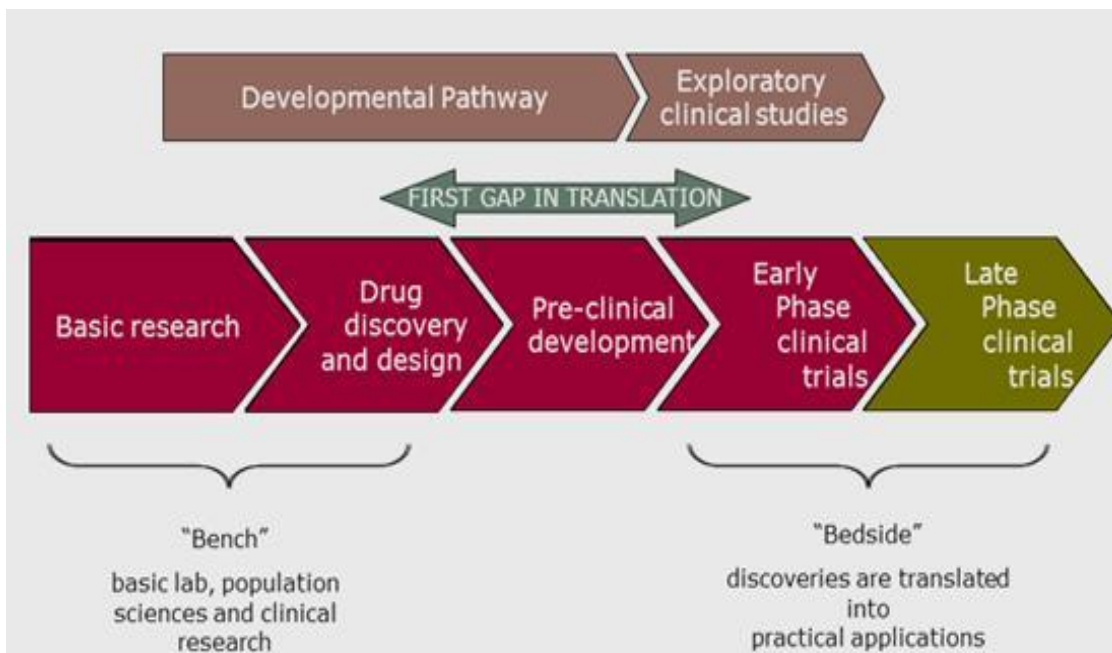 Developmental Pathway
Exploratory
clinical studies
FIRST GAP IN TRANSLATION
Basic research
Drug
discovery
and design
Pre-clinical
development
Early
Phase
clinical
trials
Late
Phase
clinical
trials
“Bench”
basic lab, population
sciences and clinical
research
“Bedside”
discoveries are translated
into
practical applications